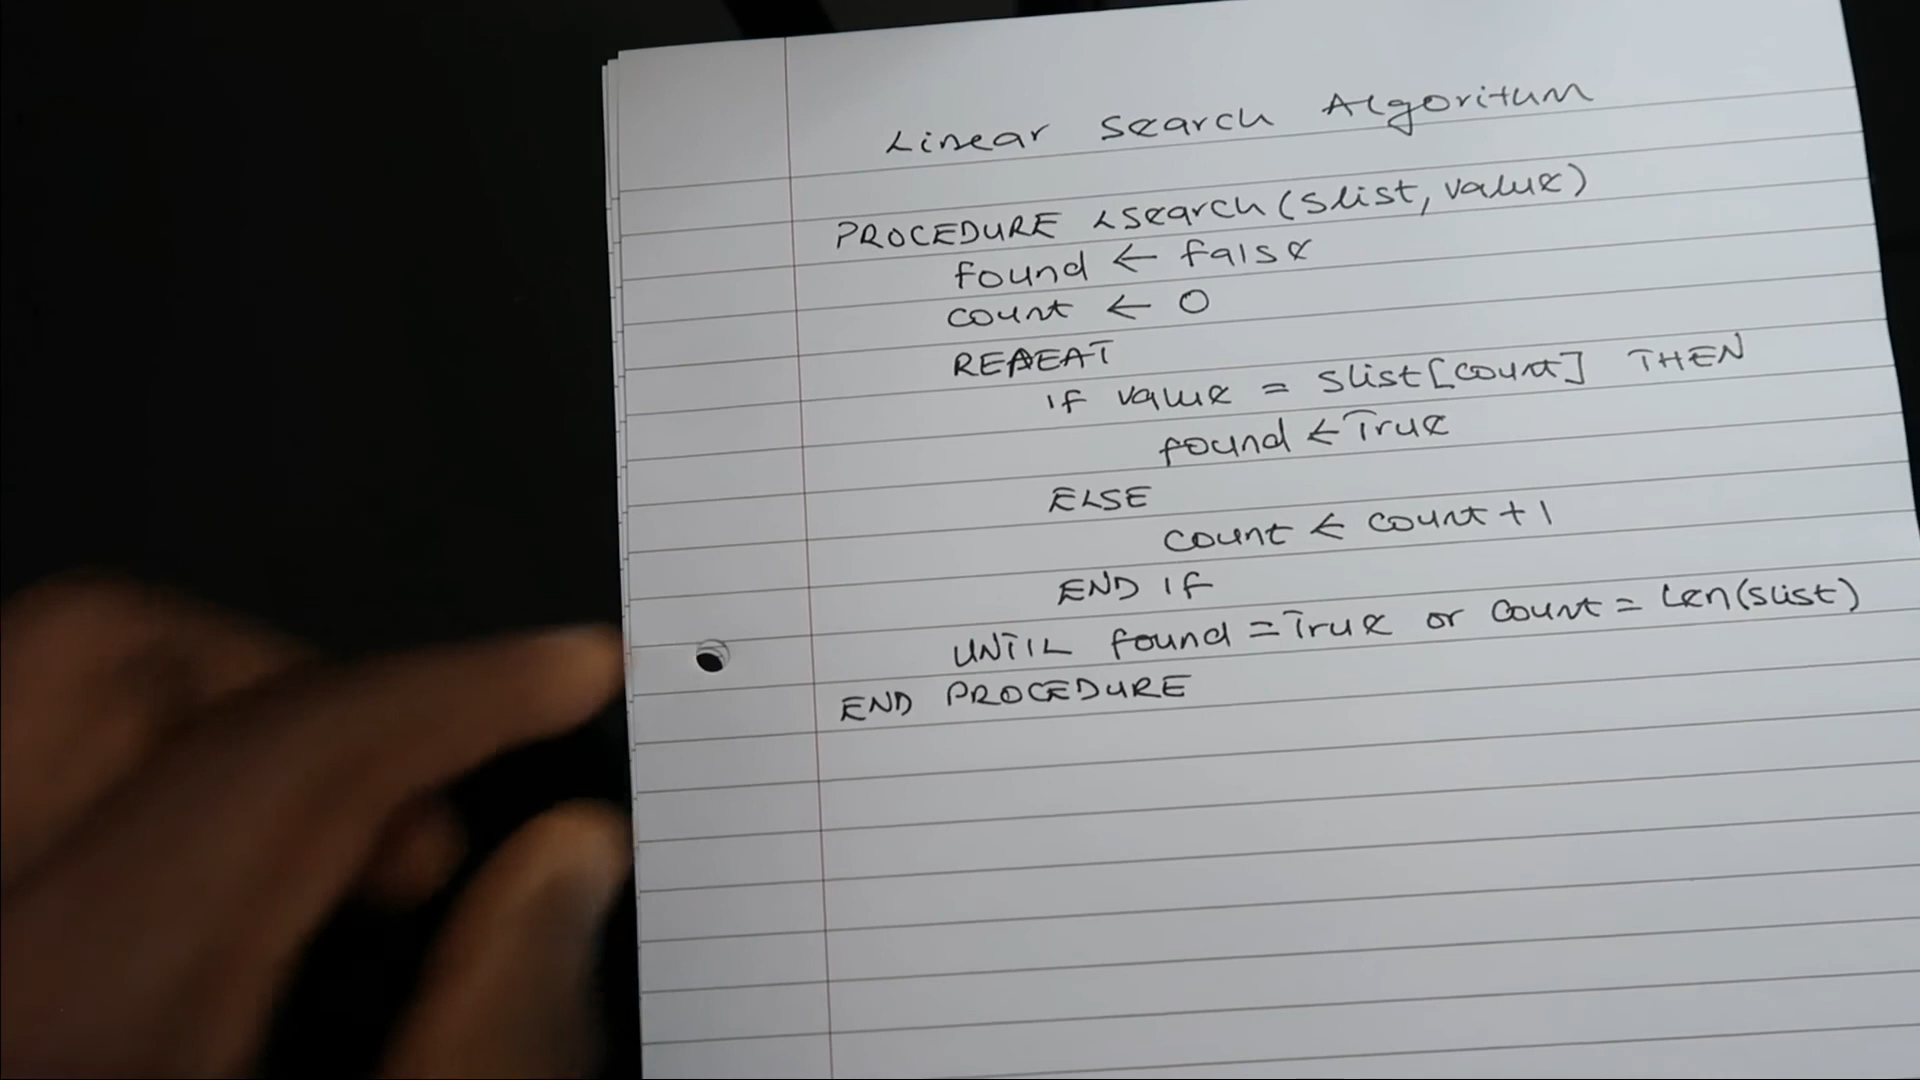 Linear Search Algoritum
PROCEDURE LSearch(Slist, value)
found ← false
count ← 0
REPEAT
if value = Slist[count] THEN
found ← True
ELSE
count ← count + 1
END IF
UNTIL found = True or count = Len(slist)
END PROCEDURE